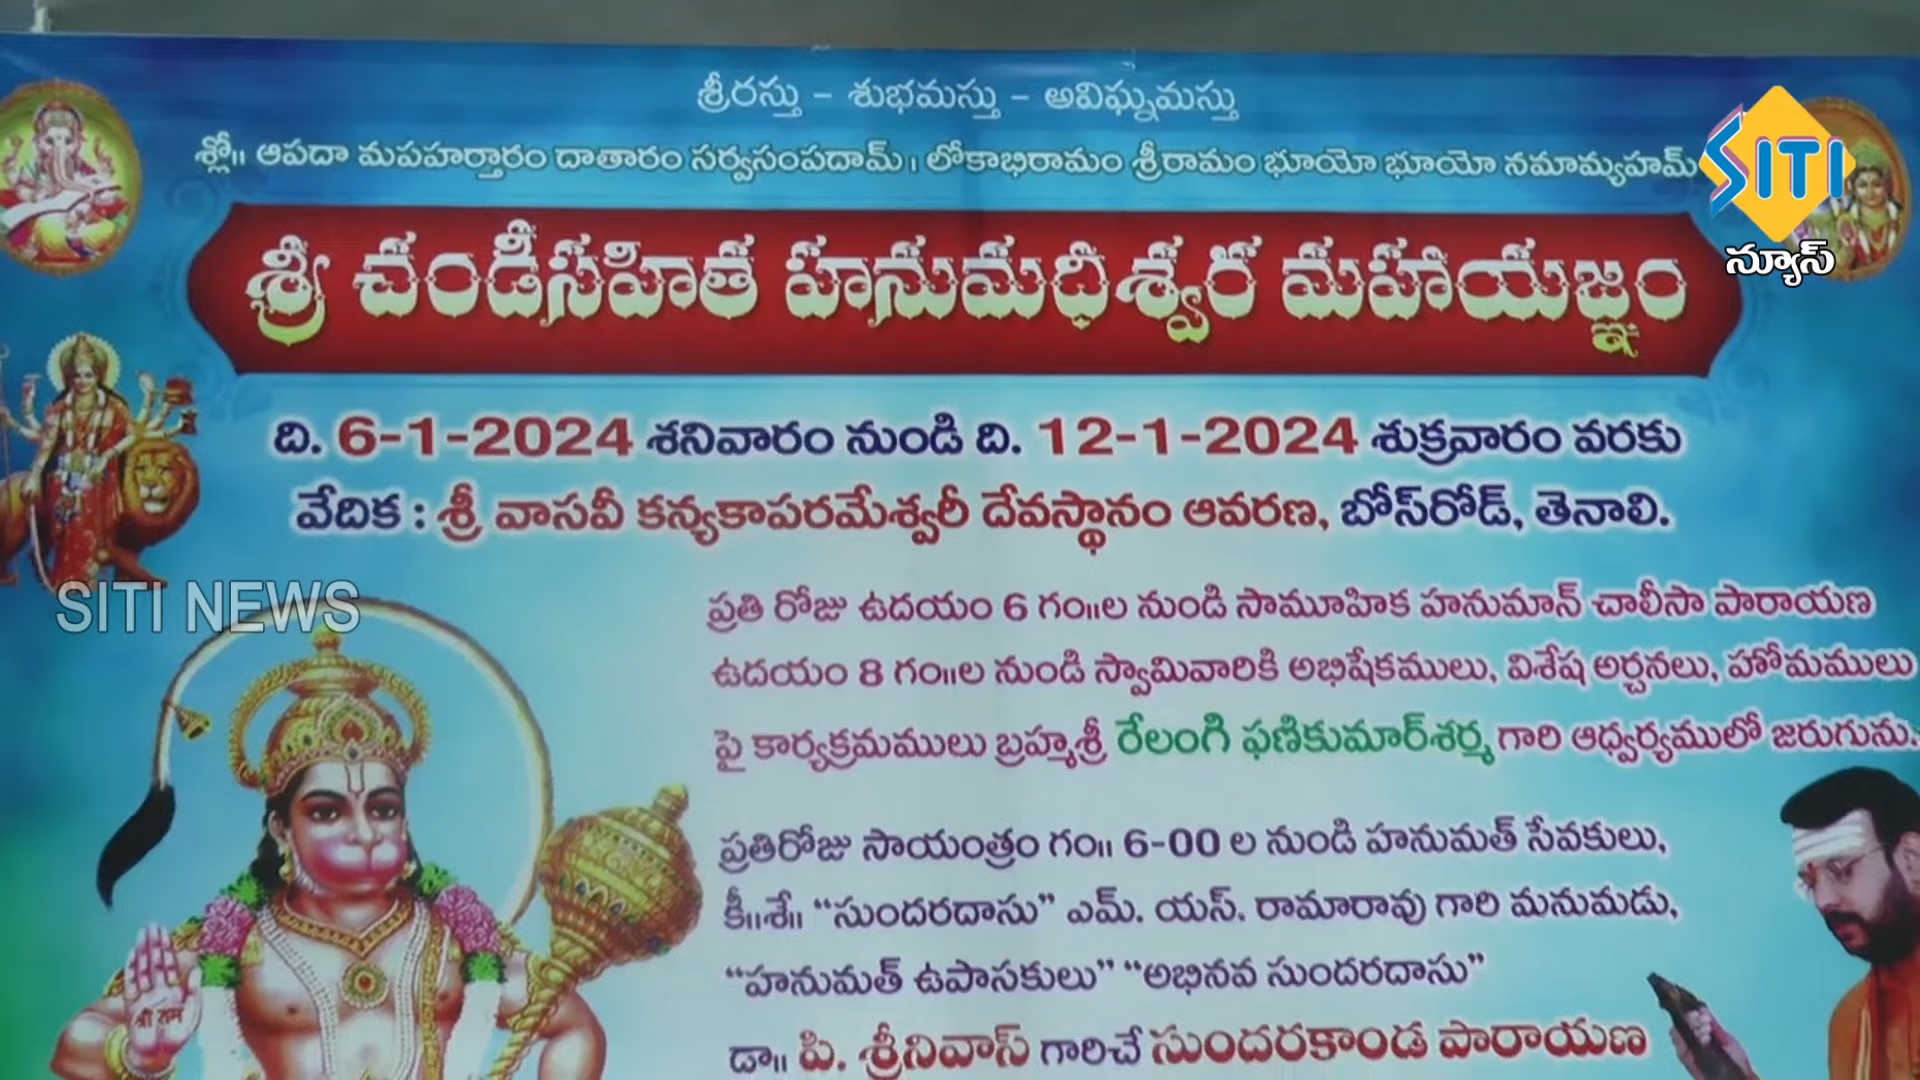 శ్రీరస్తు - శుభమస్తు - అవిఘ్నమస్తు
శ్లో॥ ఆపదా మపహర్తారం దాతారం సర్వసంపదామ్। లోకాభిరామం శ్రీరామం భూయో భూయో నమామ్యహమ్
SITI
న్యూస్
శ్రీ చండీసహిత హనుమదీశ్వర మహాయజ్ఞం
ది. 6-1-2024 శనివారం నుండి ది. 12-1-2024 శుక్రవారం వరకు
వేదిక : శ్రీ వాసవీ కన్యకాపరమేశ్వరీ దేవస్థానం ఆవరణ, బోస్‌రోడ్, తెనాలి.
SITI NEWS
ప్రతి రోజు ఉదయం 6 గం॥ల నుండి సామూహిక హనుమాన్ చాలీసా పారాయణ
ఉదయం 8 గం॥ల నుండి స్వామివారికి అభిషేకములు, విశేష అర్చనలు, హోమములు
పై కార్యక్రమములు బ్రహ్మశ్రీ రేలంగి ఫణికుమార్‌శర్మ గారి ఆధ్వర్యములో జరుగును.
ప్రతిరోజు సాయంత్రం గం॥ 6-00 ల నుండి హనుమత్ సేవకులు,
కీ॥శే॥ "సుందరదాసు" ఎమ్. యస్. రామారావు గారి మనుమడు,
"హనుమత్ ఉపాసకులు" "అభినవ సుందరదాసు"
డా॥ పి. శ్రీనివాస్ గారిచే సుందరకాండ పారాయణ
श्री राम